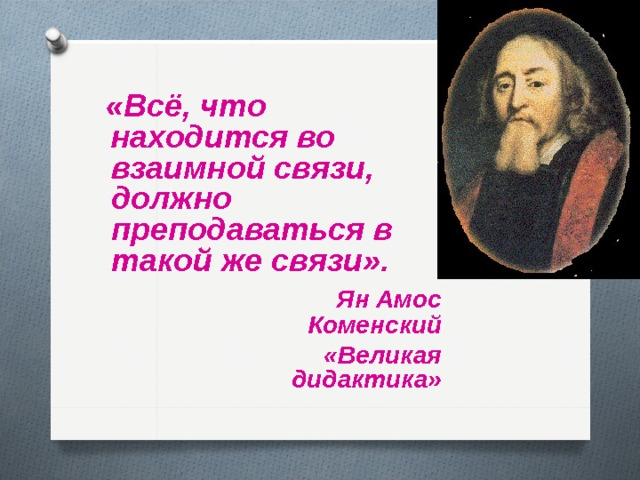 «Всё, что
находится во
взаимной связи,
должно
преподаваться в
такой же связи».
Ян Амос
Коменский
«Великая
дидактика»